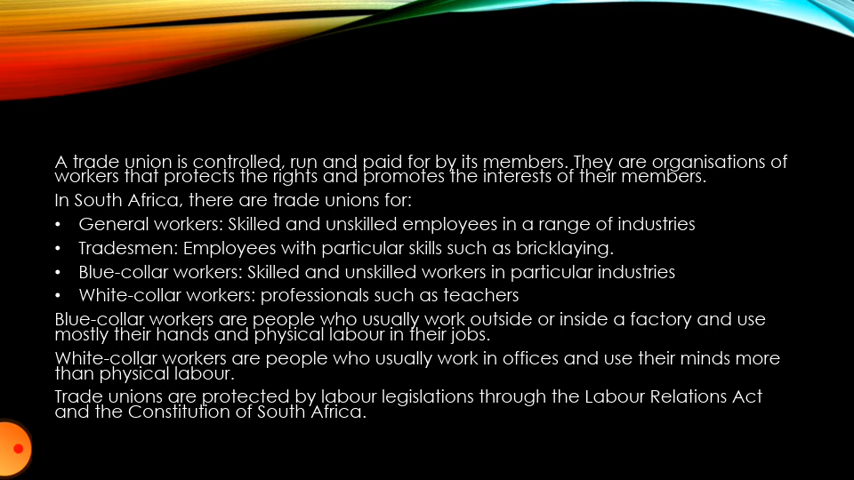 A trade union is controlled, run and paid for by its members. They are organisations of
workers that protects the rights and promotes the interests of their members.
In South Africa, there are trade unions for:
• General workers: Skilled and unskilled employees in a range of industries
• Tradesmen: Employees with particular skills such as bricklaying.
• Blue-collar workers: Skilled and unskilled workers in particular industries
• White-collar workers: professionals such as teachers
Blue-collar workers are people who usually work outside or inside a factory and use
mostly their hands and physical labour in their jobs.
White-collar workers are people who usually work in offices and use their minds more
than physical labour.
Trade unions are protected by labour legislations through the Labour Relations Act
and the Constitution of South Africa.